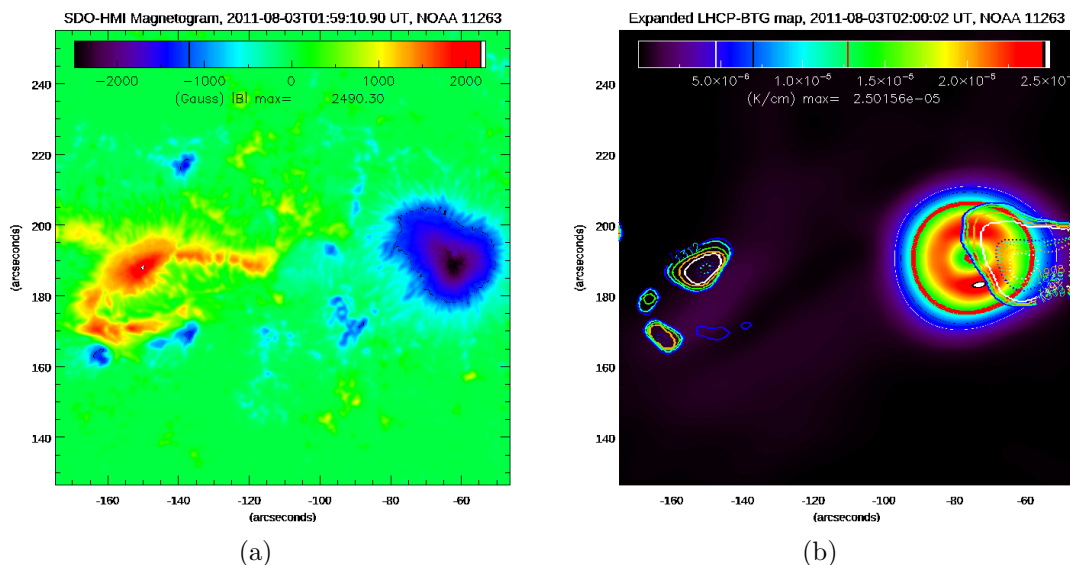 SDO-HMI Magnetogram, 2011-08-03T01:59:10.90 UT, NOAA 11263
-2000 -1000 0 1000 2000
(Gauss) |B| max= 2490.30
240
220
200
180
160
140
(arcseconds)
-160 -140 -120 -100 -80 -60
(arcseconds)
(a)
Expanded LHCP-BTG map, 2011-08-03T02:00:02 UT, NOAA 11263
5.0×10⁻⁶ 1.0×10⁻⁵ 1.5×10⁻⁵ 2.0×10⁻⁵ 2.5×10
(K/cm) max= 2.50156e-05
240
220
200
180
160
140
(arcseconds)
-160 -140 -120 -100 -80 -60
(arcseconds)
(b)